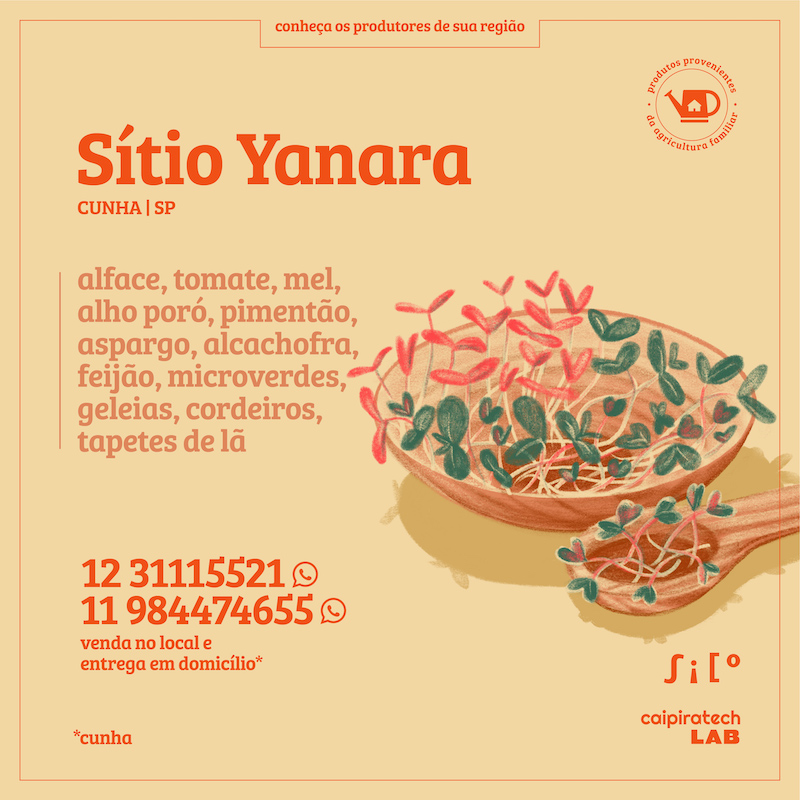 conheça os produtores de sua região
produtos provenientes
da agricultura familiar
Sítio Yanara
CUNHA | SP
alface, tomate, mel,
alho poró, pimentão,
aspargo, alcachofra,
feijão, microverdes,
geleias, cordeiros,
tapetes de lã
12 31115521
11 984474655
venda no local e
entrega em domicílio*
*cunha
caipiratech
LAB